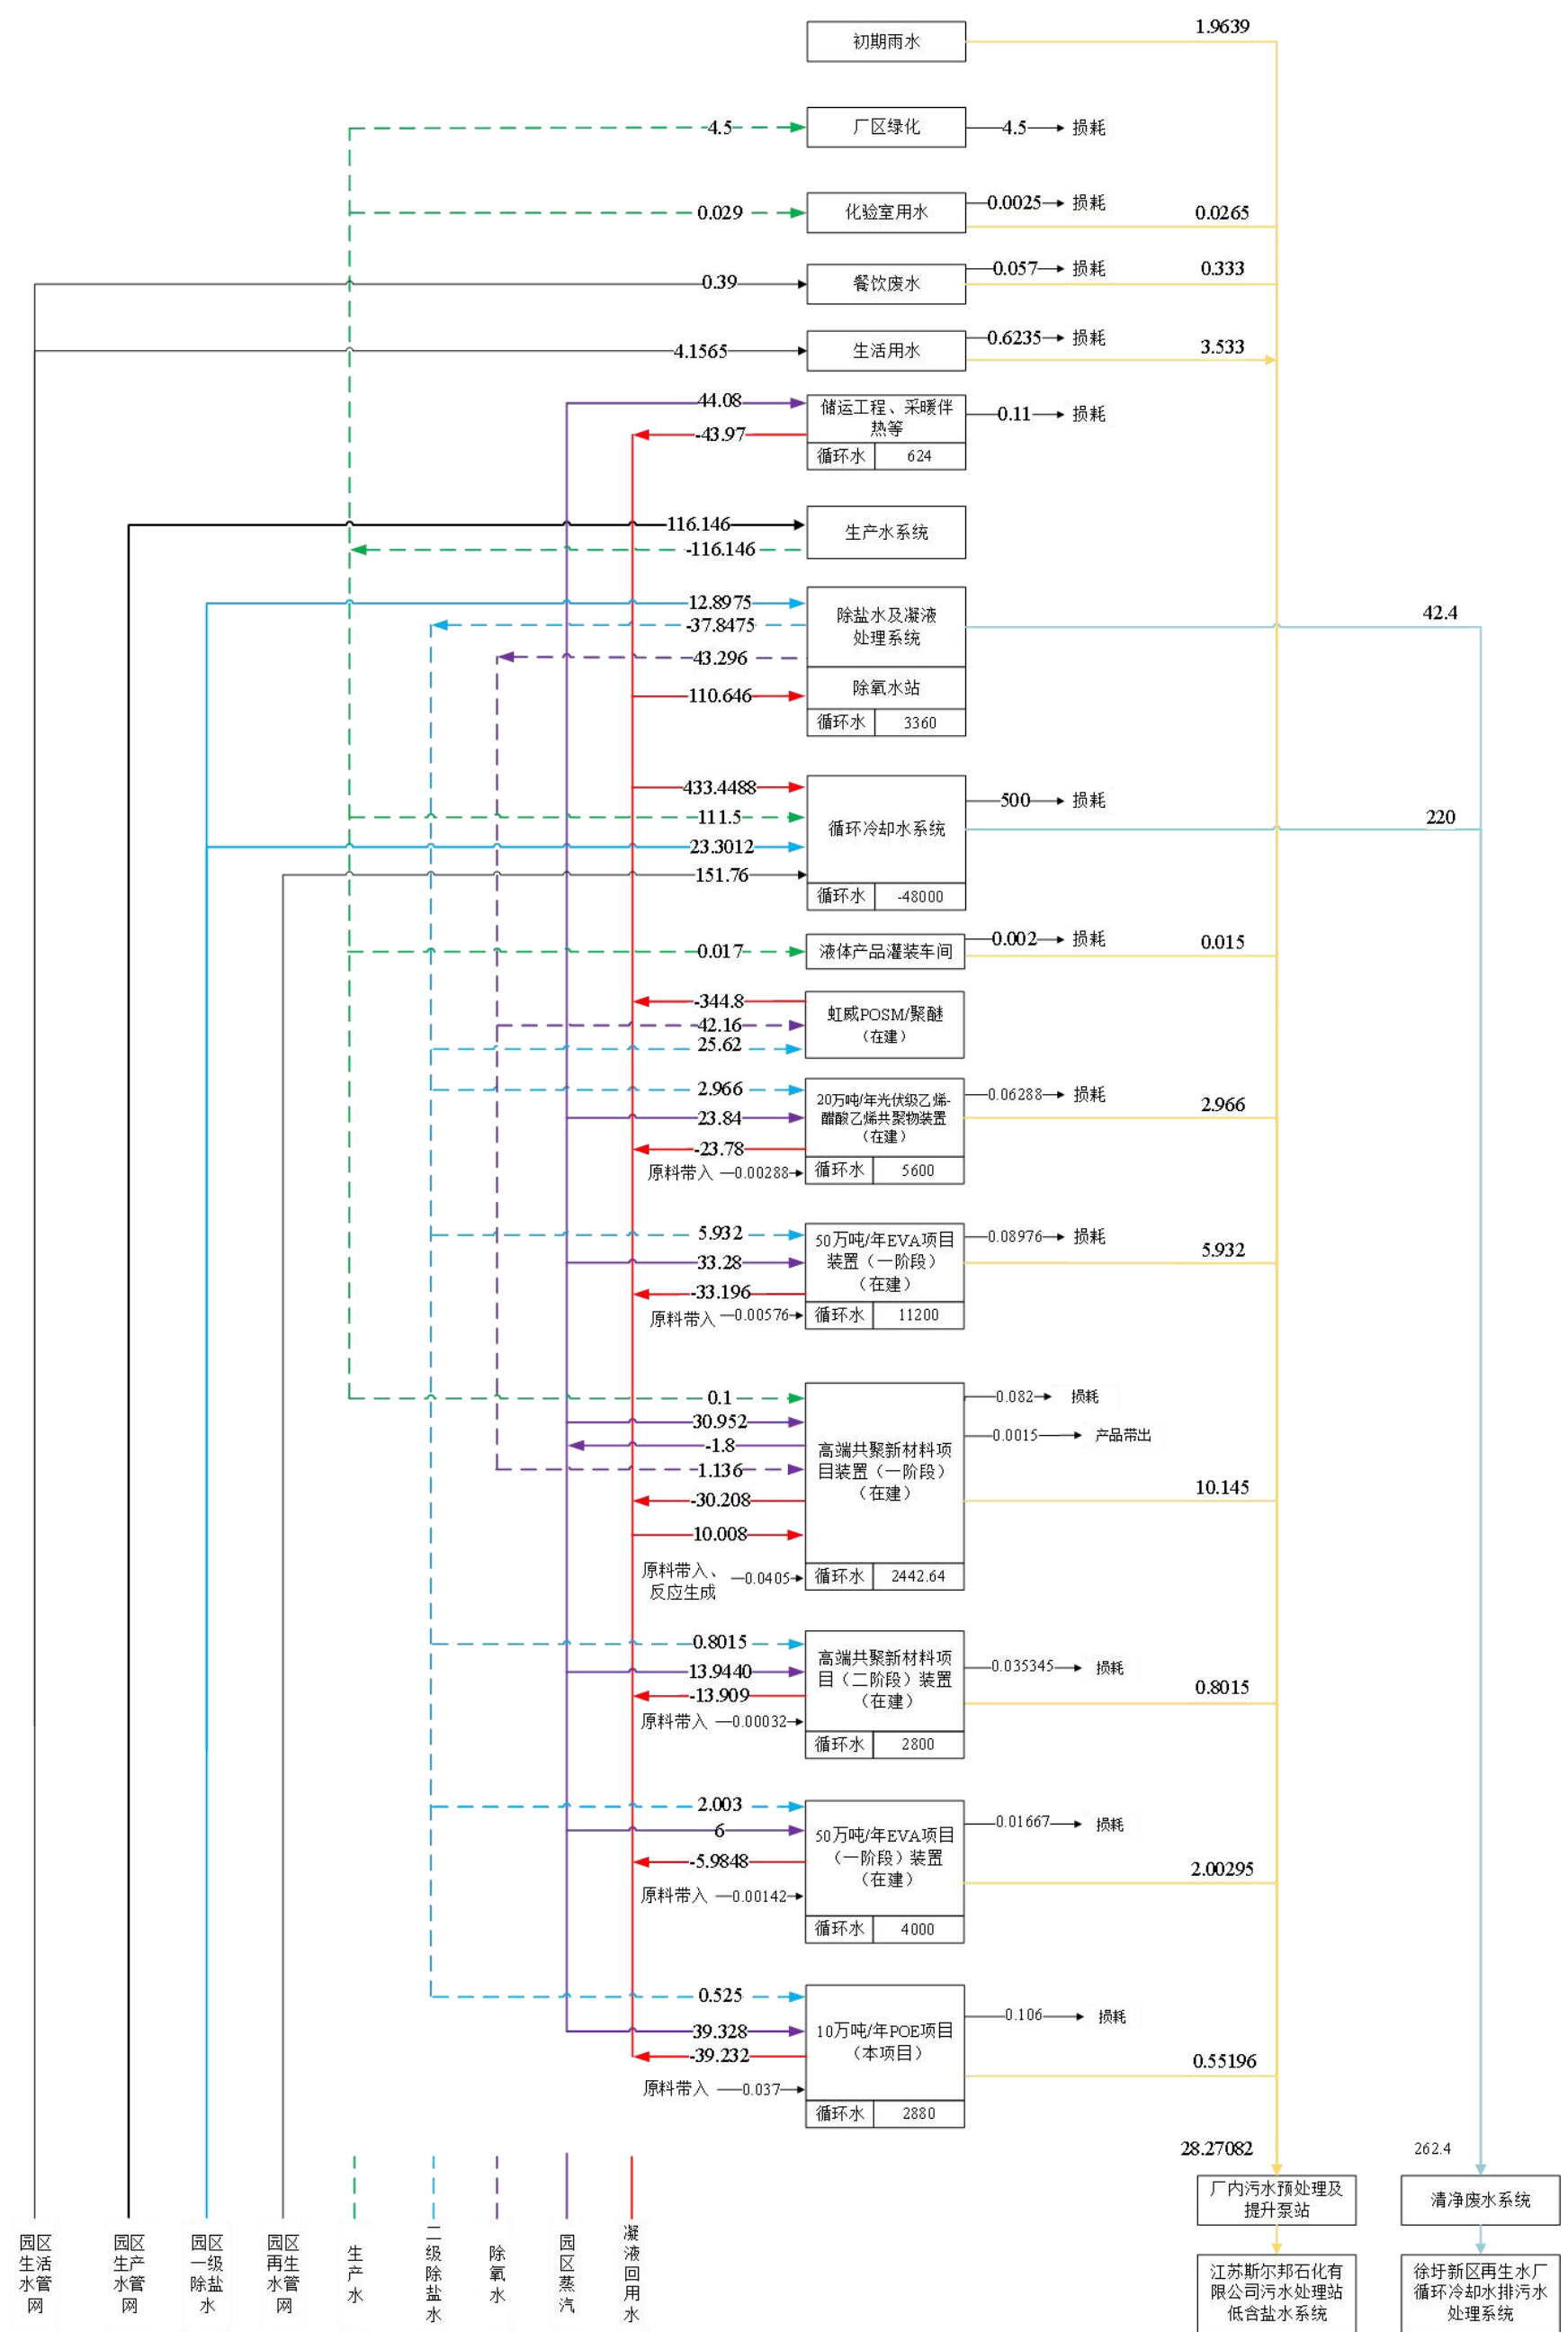 初期雨水
1.9639
4.5
厂区绿化
4.5
损耗
0.029
化验室用水
0.0025
损耗
0.0265
0.39
餐饮废水
0.057
损耗
0.333
4.1565
生活用水
0.6235
损耗
3.533
44.08
-43.97
储运工程、采暖伴
热等
循环水
624
0.11
损耗
116.146
-116.146
生产水系统
12.8975
-37.8475
43.296
110.646
除盐水及凝液
处理系统
除氧水站
循环水
3360
42.4
433.4488
111.5
23.3012
151.76
循环冷却水系统
循环水
-48000
500
损耗
220
0.017
液体产品灌装车间
0.002
损耗
0.015
-344.8
42.16
25.62
虹威POSM/聚醚
（在建）
2.966
23.84
-23.78
原料带入
0.00288
20万吨/年光伏级乙烯-
醋酸乙烯共聚物装置
（在建）
循环水
5600
0.06288
损耗
2.966
5.932
33.28
-33.196
原料带入
0.00576
50万吨/年EVA项目
装置（一阶段）
（在建）
循环水
11200
0.08976
损耗
5.932
0.1
30.952
-1.8
1.136
-30.208
10.008
原料带入、
反应生成
0.0405
高端共聚新材料项
目装置（一阶段）
（在建）
循环水
2442.64
0.082
损耗
0.0015
产品带出
10.145
0.8015
13.9440
-13.909
原料带入
0.00032
高端共聚新材料项
目（二阶段）装置
（在建）
循环水
2800
0.035345
损耗
0.8015
2.003
6
-5.9848
原料带入
0.00142
50万吨/年EVA项目
（一阶段）装置
（在建）
循环水
4000
0.01667
损耗
2.00295
0.525
39.328
-39.232
原料带入
0.037
10万吨/年POE项目
（本项目）
循环水
2880
0.106
损耗
0.55196
28.27082
262.4
园区
生活
水管
网
园区
生产
水管
网
园区
一级
除盐
水
园区
再生
水管
网
生产水
二级除盐水
除氧水
园区蒸汽
凝液回用水
厂内污水预处理及
提升泵站
江苏斯尔邦石化有
限公司污水处理站
低含盐水系统
清净废水系统
徐圩新区再生水厂
循环冷却水排污水
处理系统